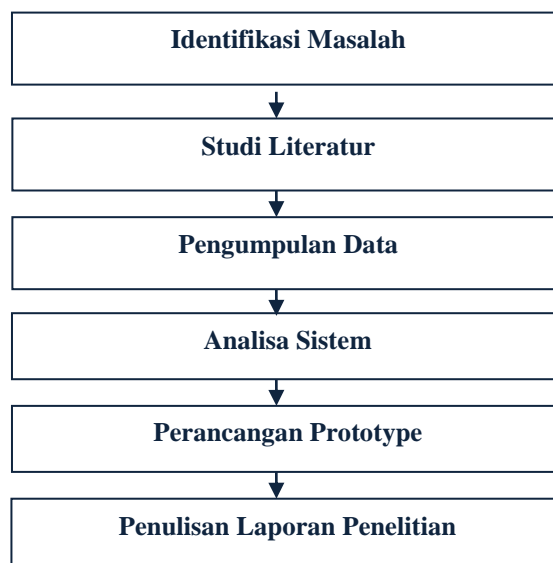 Identifikasi Masalah
Studi Literatur
Pengumpulan Data
Analisa Sistem
Perancangan Prototype
Penulisan Laporan Penelitian